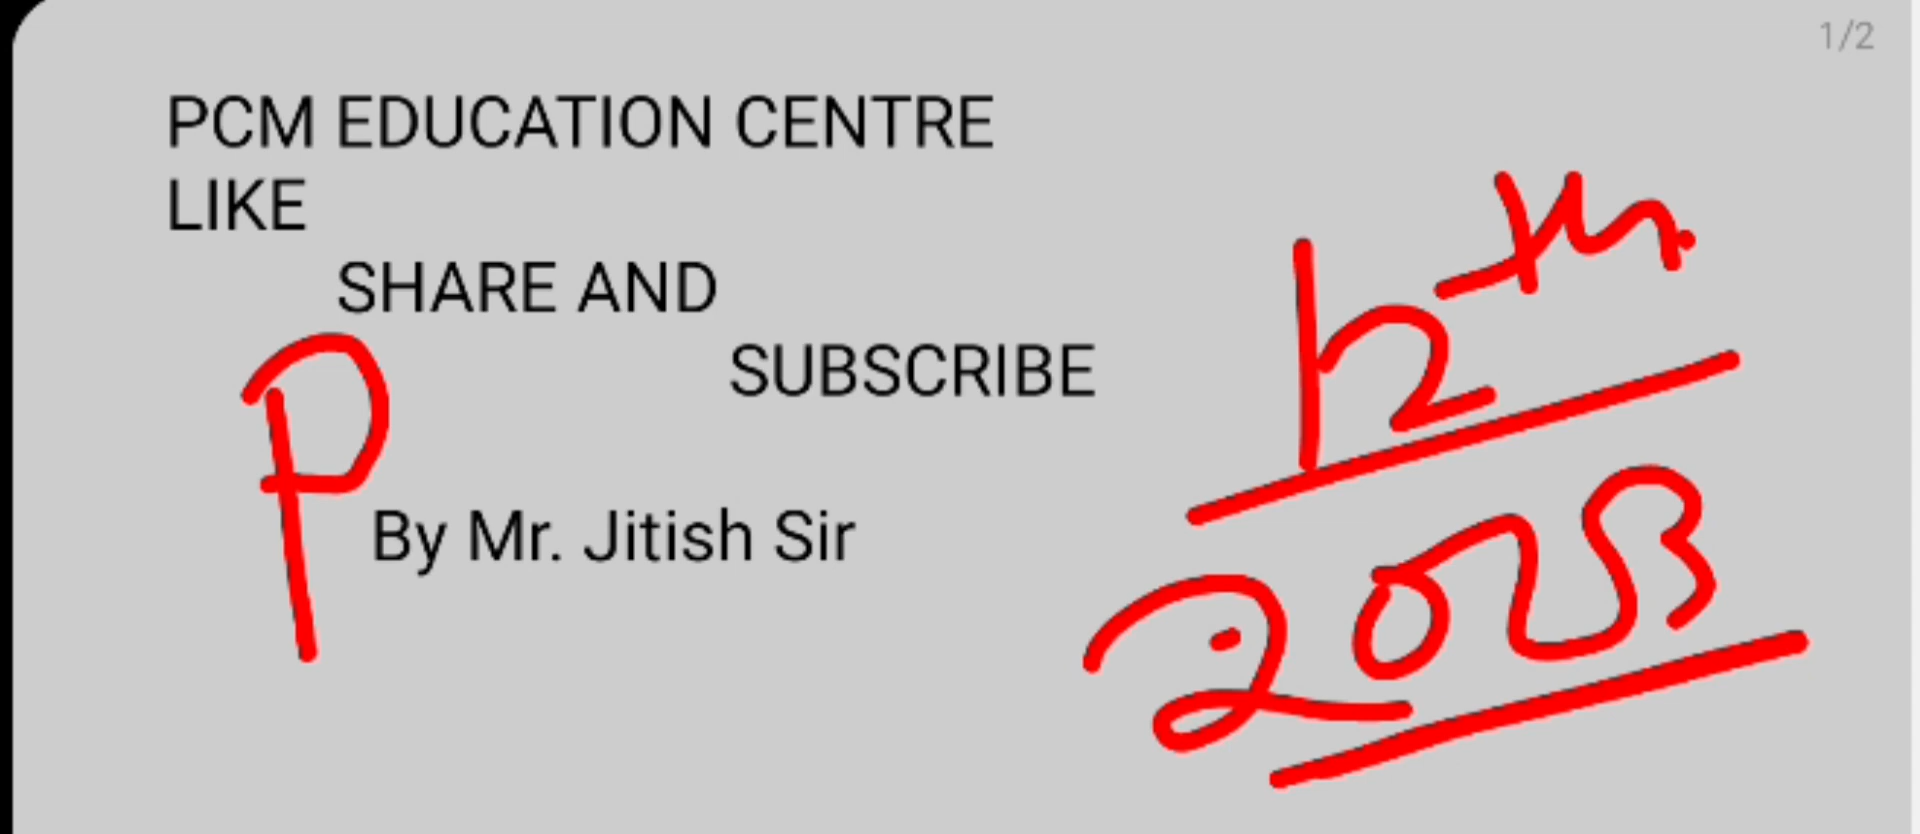 1/2
PCM EDUCATION CENTRE
LIKE
SHARE AND
SUBSCRIBE
By Mr. Jitish Sir
P
12th
2023